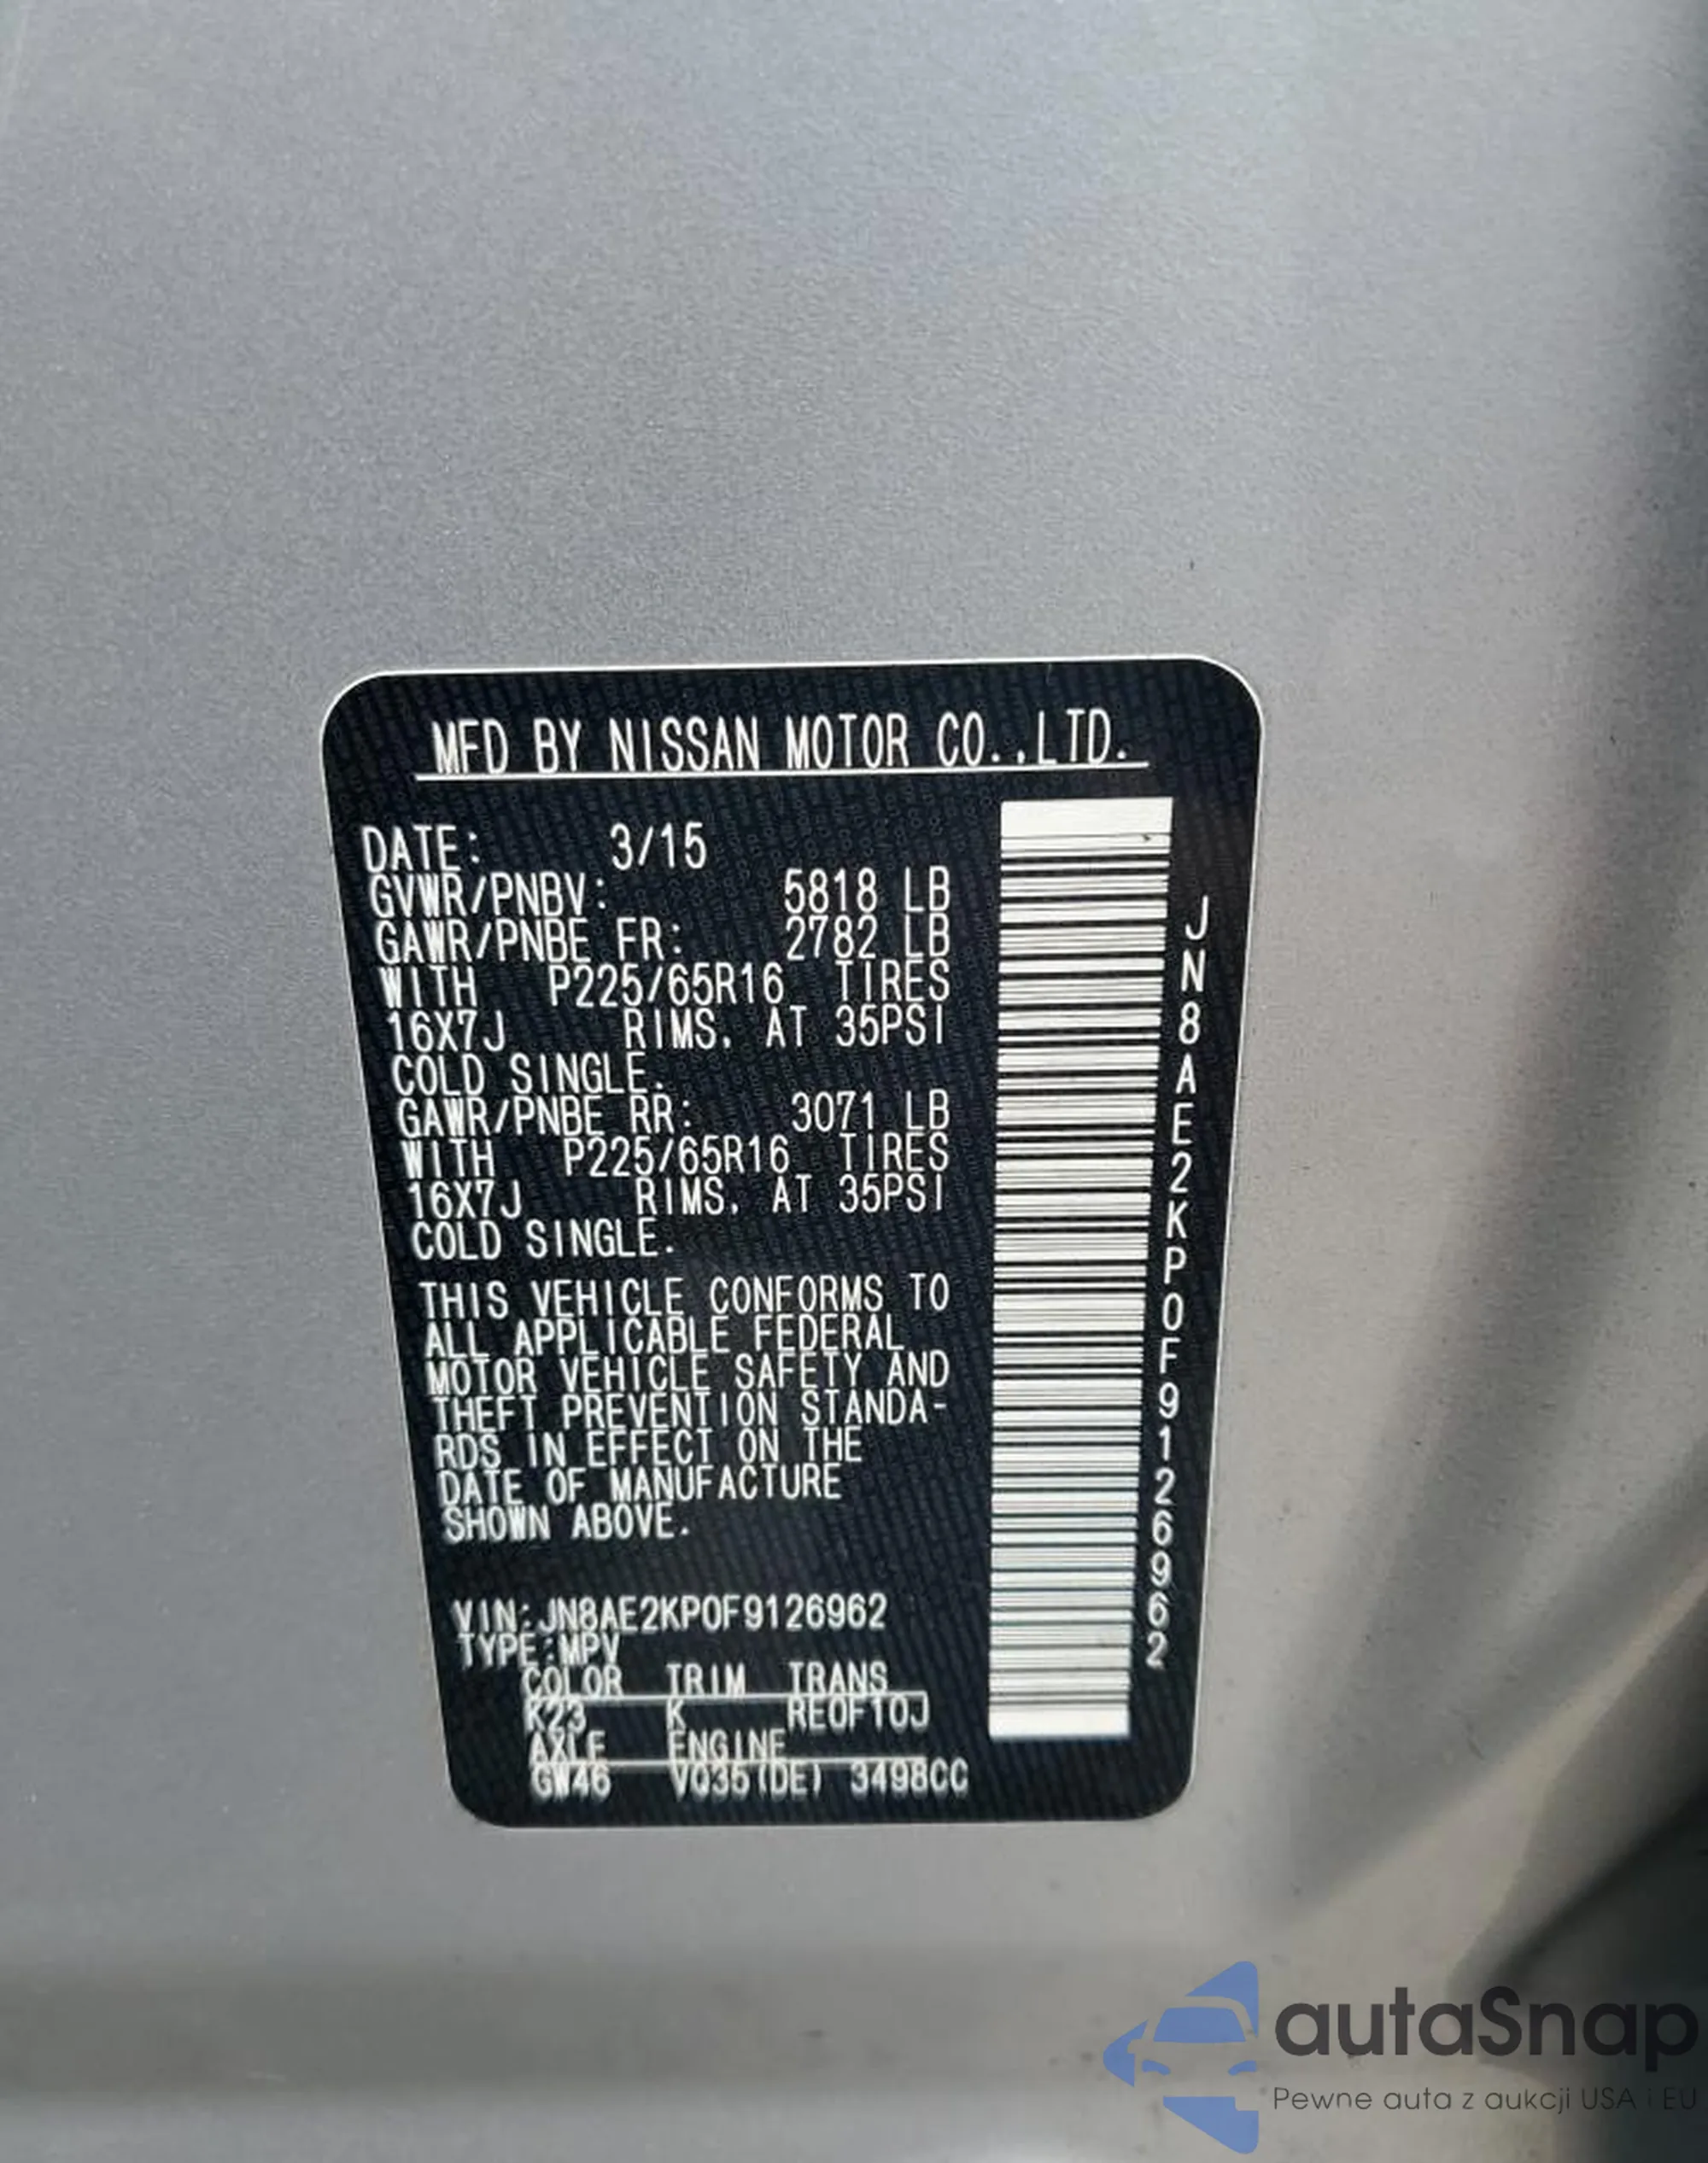 MFD BY NISSAN MOTOR CO.,LTD.
DATE: 3/15
GVWR/PNBV: 5818 LB
GAWR/PNBE FR: 2782 LB
WITH P225/65R16 TIRES
16X7J RIMS. AT 35PSI
COLD SINGLE.
GAWR/PNBE RR: 3071 LB
WITH P225/65R16 TIRES
16X7J RIMS. AT 35PSI
COLD SINGLE.
THIS VEHICLE CONFORMS TO
ALL APPLICABLE FEDERAL
MOTOR VEHICLE SAFETY AND
THEFT PREVENTION STANDA-
RDS IN EFFECT ON THE
DATE OF MANUFACTURE
SHOWN ABOVE.
VIN:JN8AE2KP0F9126962
TYPE:MPV
COLOR TRIM TRANS
K23 K RE0F10J
AXLE ENGINE
GW46 VQ35(DE) 3498CC
JN8AE2KP0F9126962
autaSnap
Pewne auta z aukcji USA i EU